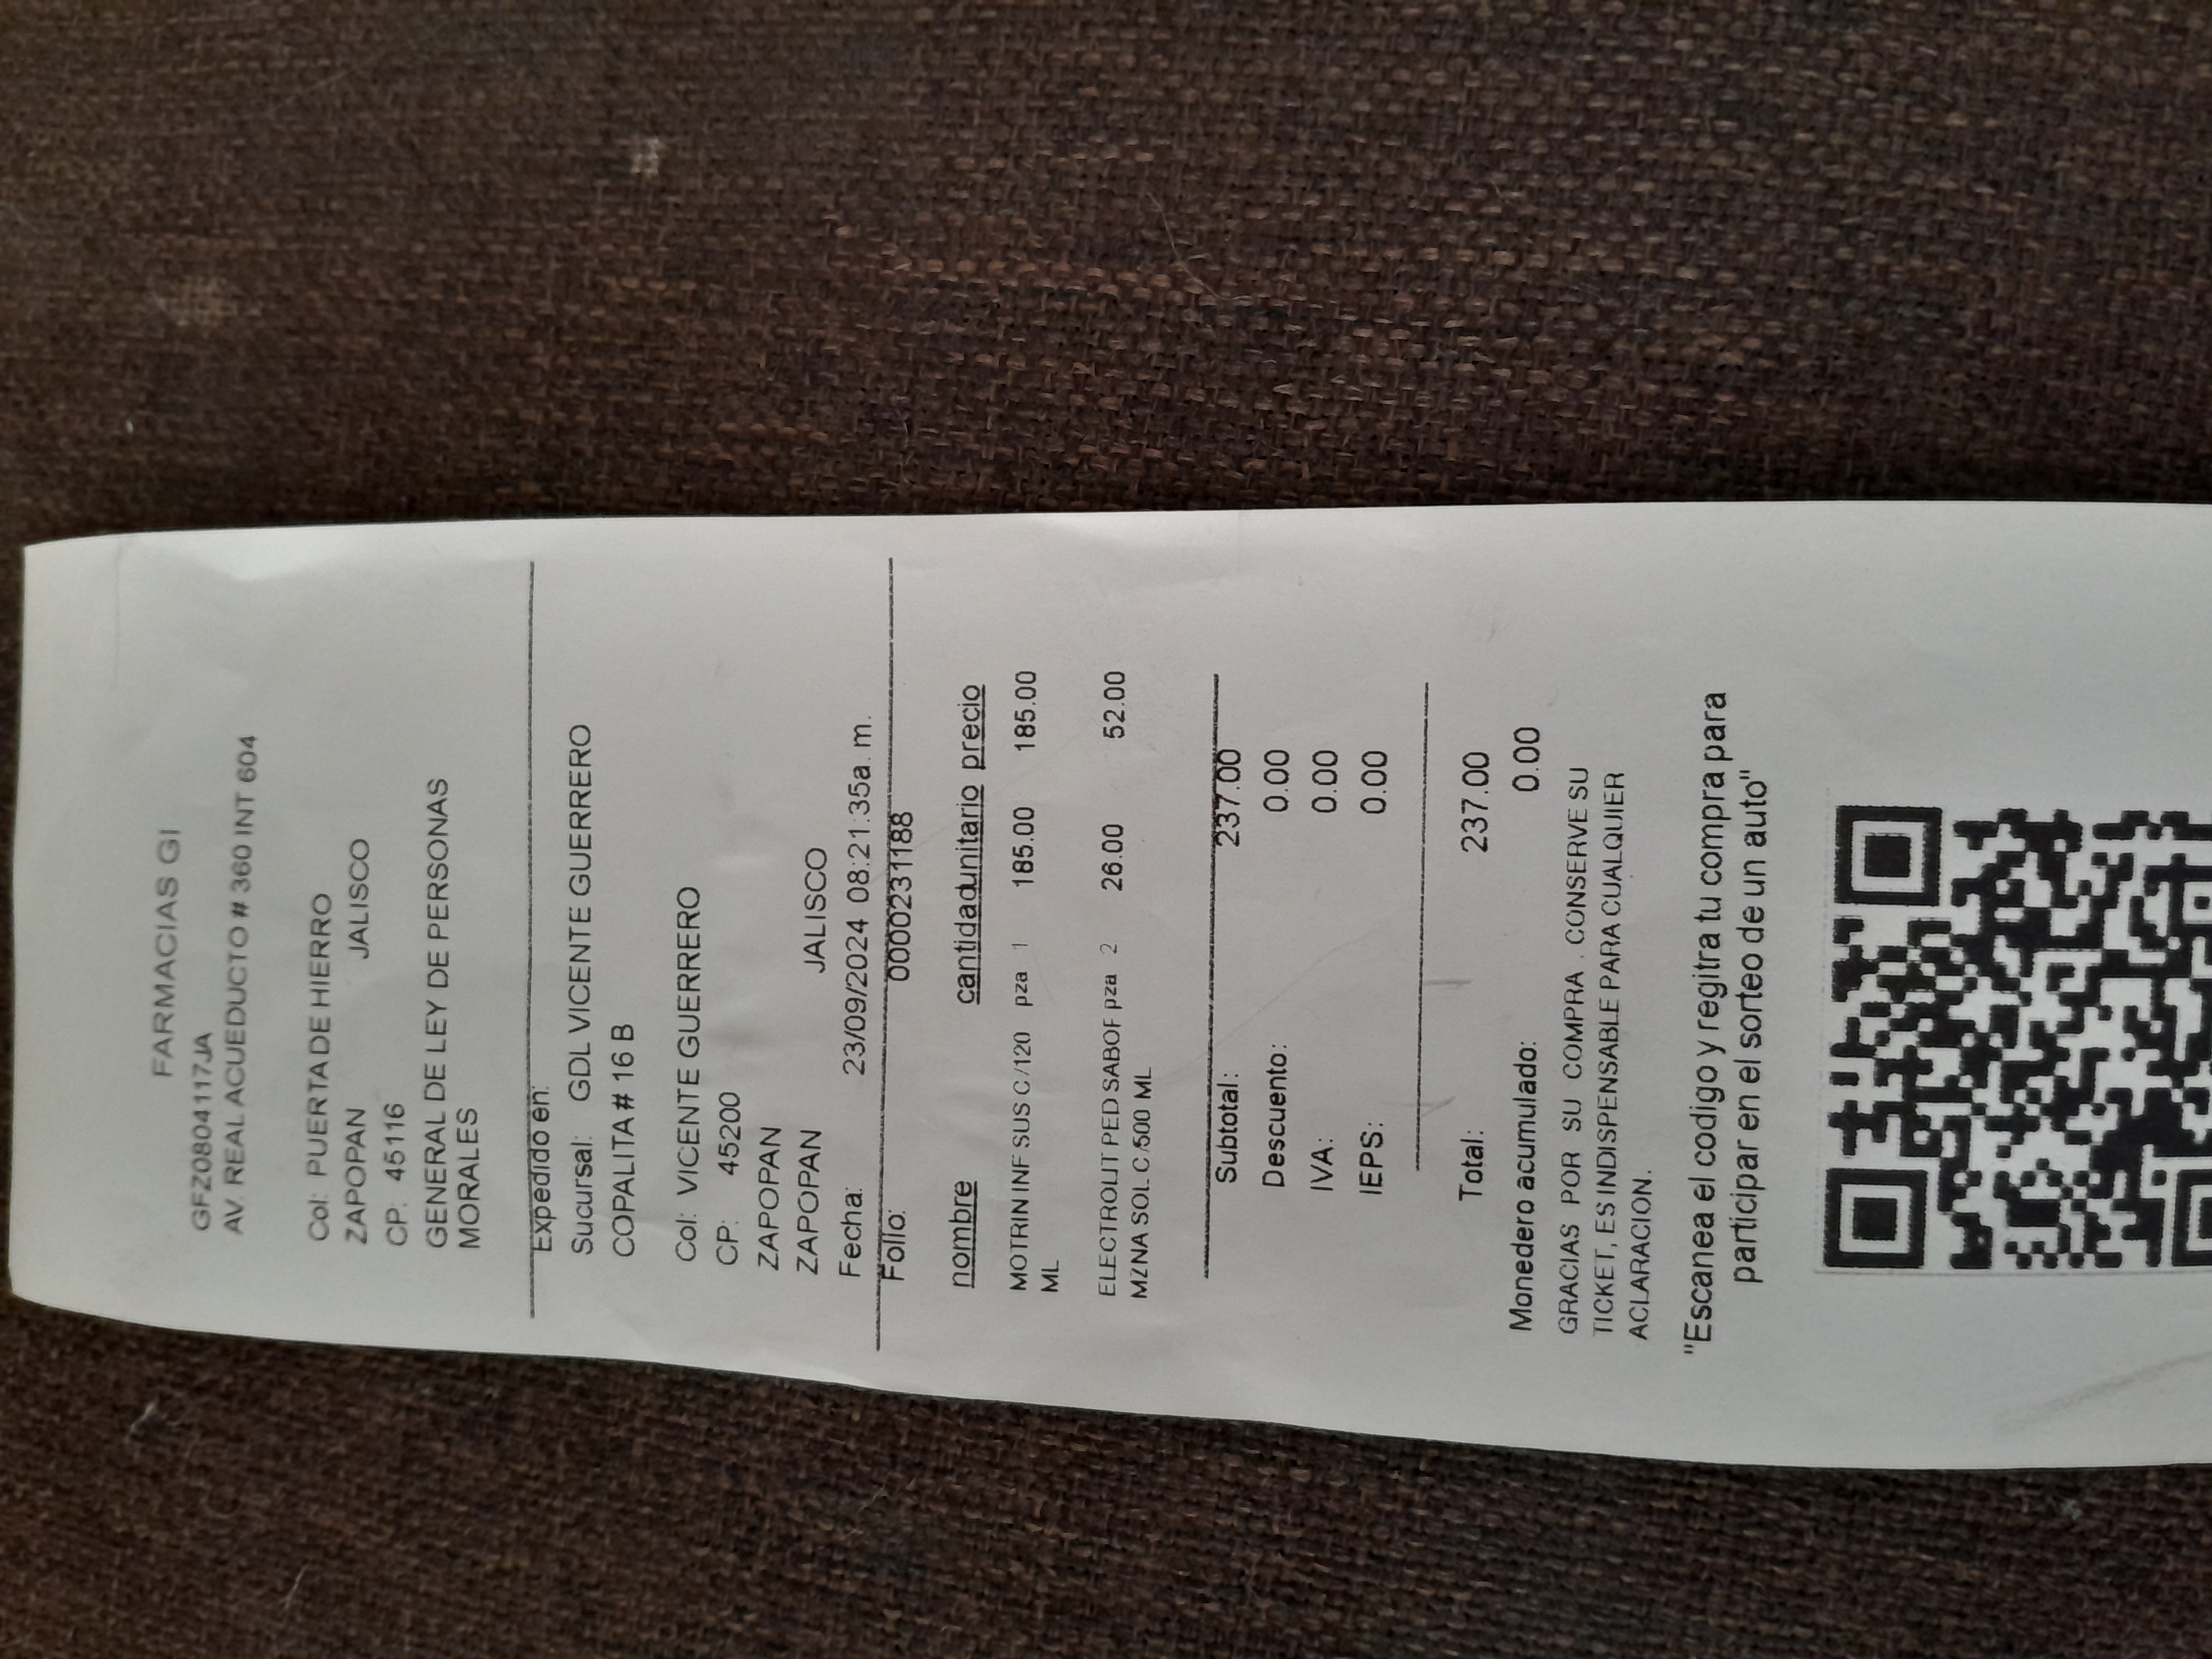 FARMACIAS GI
GFZ0804117JA
AV. REAL ACUEDUCTO # 360 INT 604
Col: PUERTA DE HIERRO
ZAPOPAN JALISCO
CP: 45116
GENERAL DE LEY DE PERSONAS
MORALES
Expedido en:
Sucursal: GDL VICENTE GUERRERO
COPALITA # 16 B
Col: VICENTE GUERRERO
CP: 45200
ZAPOPAN
ZAPOPAN JALISCO
Fecha: 23/09/2024 08:21:35a. m.
Folio: 0000231188
nombre cantidad unitario precio
MOTRIN INF SUS C/120 pza 1 185.00 185.00
ML
ELECTROLIT PED SABOF pza 2 26.00 52.00
MZNA SOL C/500 ML
Subtotal: 237.00
Descuento: 0.00
IVA: 0.00
IEPS: 0.00
Total: 237.00
Monedero acumulado: 0.00
GRACIAS POR SU COMPRA . CONSERVE SU
TICKET, ES INDISPENSABLE PARA CUALQUIER
ACLARACION.
"Escanea el codigo y regitra tu compra para
participar en el sorteo de un auto"